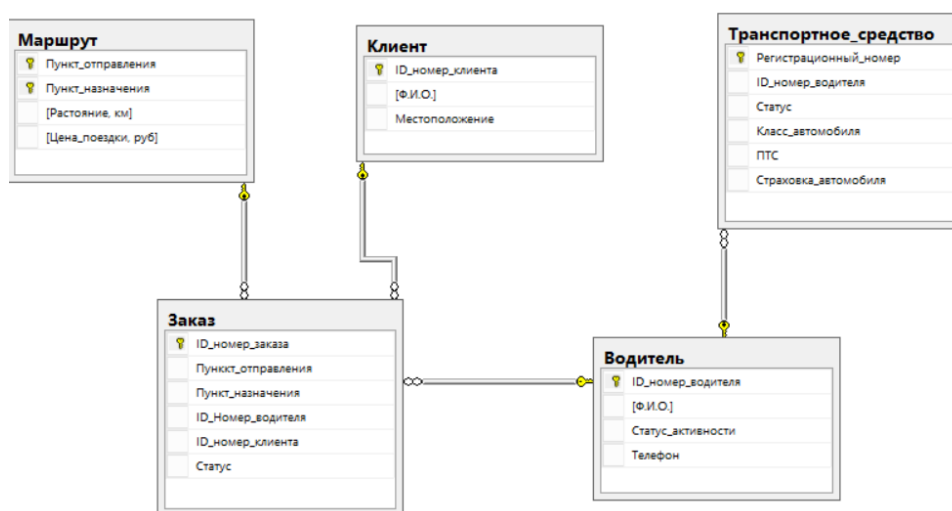 Маршрут
Пункт_отправления
Пункт_назначения
[Растояние, км]
[Цена_поездки, руб]
Клиент
ID_номер_клиента
[Ф.И.О.]
Местоположение
Транспортное_средство
Регистрационный_номер
ID_номер_водителя
Статус
Класс_автомобиля
ПТС
Страховка_автомобиля
Заказ
ID_номер_заказа
Пунккт_отправления
Пункт_назначения
ID_Номер_водителя
ID_номер_клиента
Статус
Водитель
ID_номер_водителя
[Ф.И.О.]
Статус_активности
Телефон